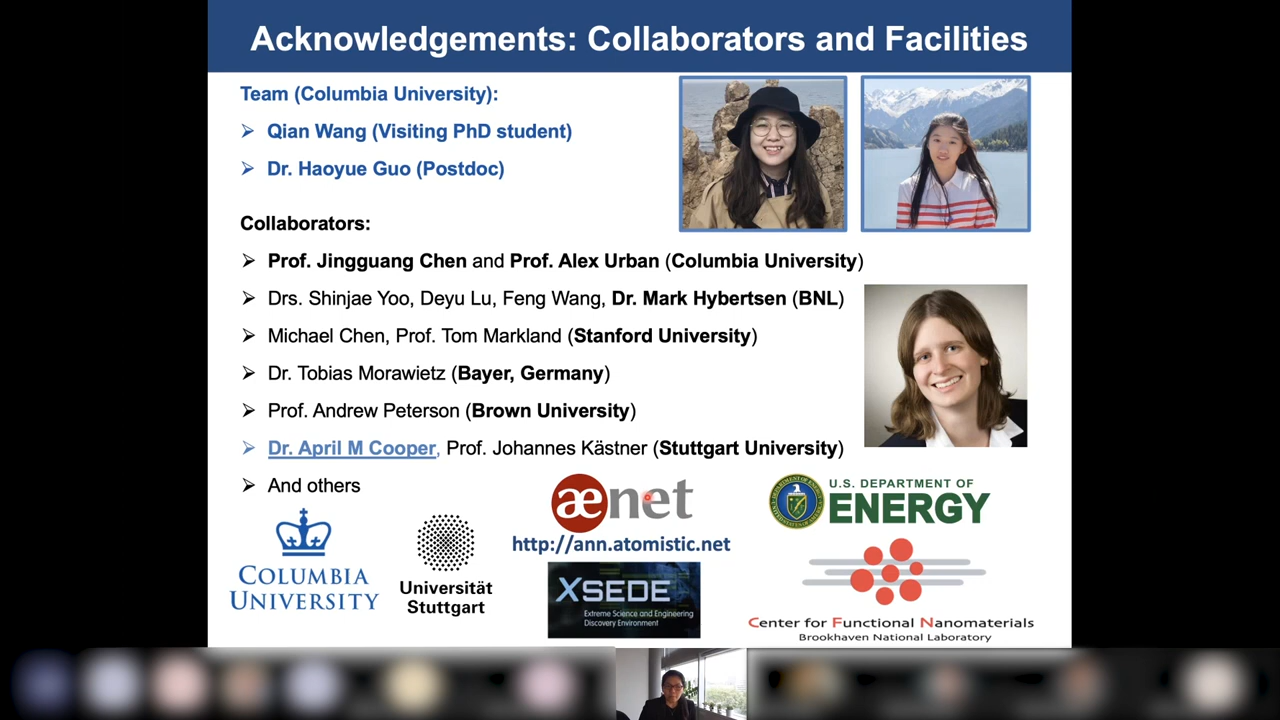 Acknowledgements: Collaborators and Facilities
Team (Columbia University):
➢ Qian Wang (Visiting PhD student)
➢ Dr. Haoyue Guo (Postdoc)
Collaborators:
➢ Prof. Jingguang Chen and Prof. Alex Urban (Columbia University)
➢ Drs. Shinjae Yoo, Deyu Lu, Feng Wang, Dr. Mark Hybertsen (BNL)
➢ Michael Chen, Prof. Tom Markland (Stanford University)
➢ Dr. Tobias Morawietz (Bayer, Germany)
➢ Prof. Andrew Peterson (Brown University)
➢ Dr. April M Cooper, Prof. Johannes Kästner (Stuttgart University)
➢ And others
ænet
http://ann.atomistic.net
U.S. DEPARTMENT OF
ENERGY
COLUMBIA
UNIVERSITY
Universität
Stuttgart
XSEDE
Extreme Science and Engineering
Discovery Environment
Center for Functional Nanomaterials
Brookhaven National Laboratory